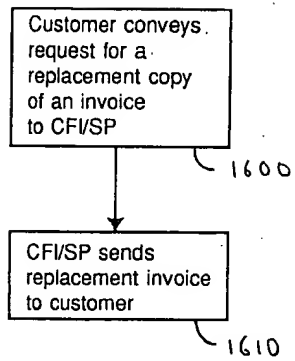 Customer conveys
request for a
replacement copy
of an invoice
to CFI/SP
1600
CFI/SP sends
replacement invoice
to customer
1610